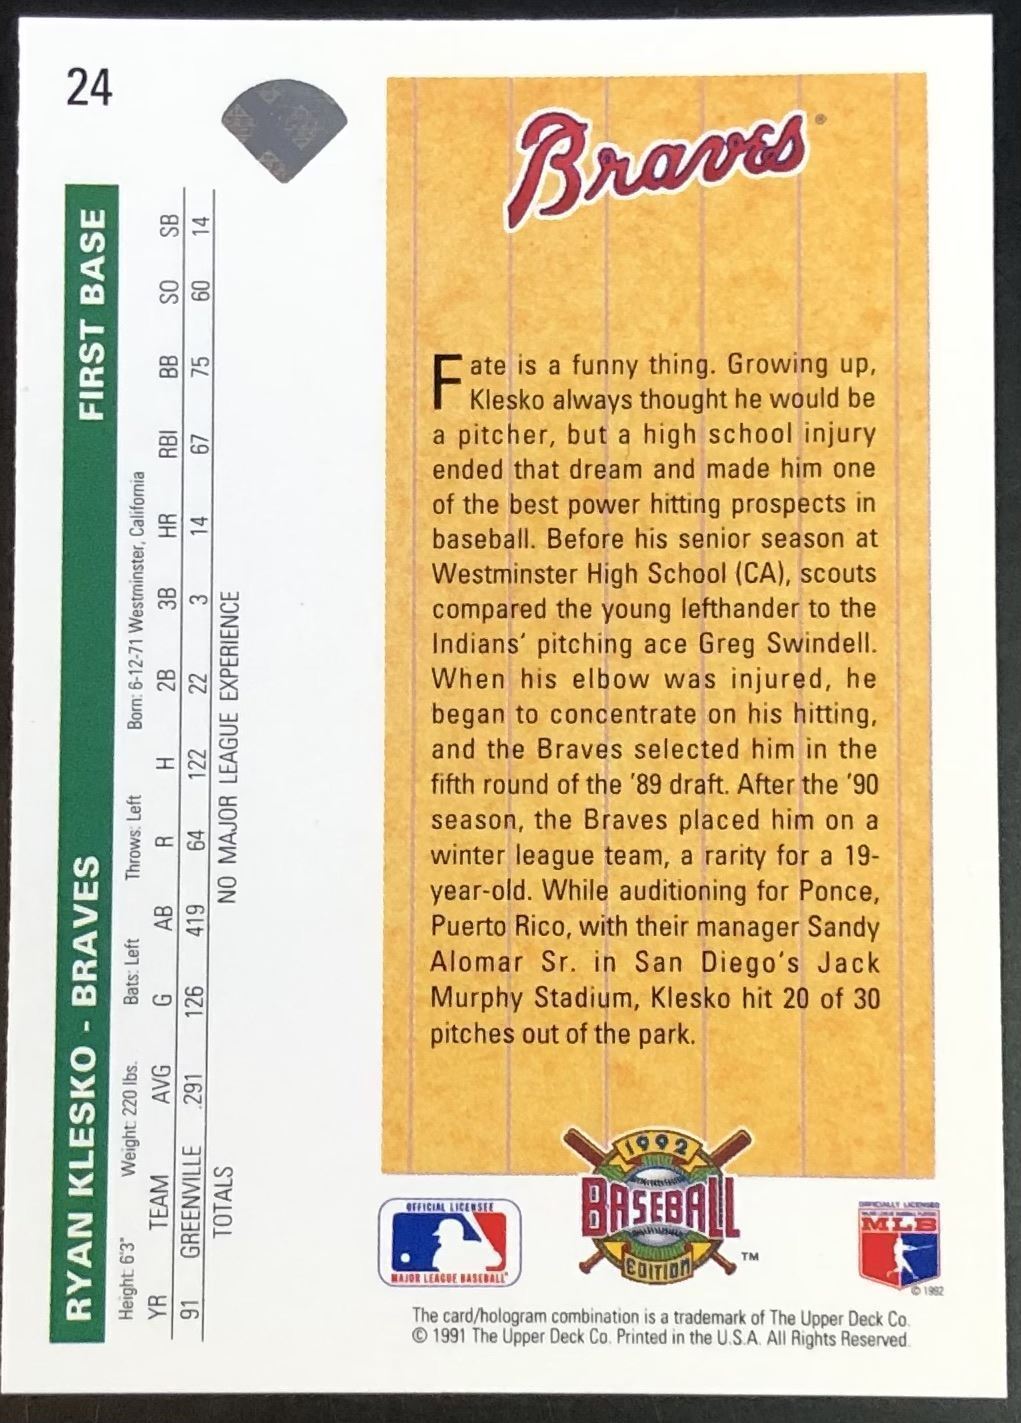 24
RYAN KLESKO - BRAVES FIRST BASE
Height: 6'3" Weight: 220 lbs. Bats: Left Throws: Left Born: 6-12-71 Westminster, California
YR TEAM AVG G AB R H 2B 3B HR RBI BB SO SB
91 GREENVILLE .291 126 419 64 122 22 3 14 67 75 60 14
TOTALS NO MAJOR LEAGUE EXPERIENCE
Braves®
Fate is a funny thing. Growing up,
Klesko always thought he would be
a pitcher, but a high school injury
ended that dream and made him one
of the best power hitting prospects in
baseball. Before his senior season at
Westminster High School (CA), scouts
compared the young lefthander to the
Indians' pitching ace Greg Swindell.
When his elbow was injured, he
began to concentrate on his hitting,
and the Braves selected him in the
fifth round of the '89 draft. After the '90
season, the Braves placed him on a
winter league team, a rarity for a 19-
year-old. While auditioning for Ponce,
Puerto Rico, with their manager Sandy
Alomar Sr. in San Diego's Jack
Murphy Stadium, Klesko hit 20 of 30
pitches out of the park.
OFFICIAL LICENSEE
MAJOR LEAGUE BASEBALL
1992
BASEBALL
EDITION
TM
OFFICIALLY LICENSED
MLB
The card/hologram combination is a trademark of The Upper Deck Co.
© 1991 The Upper Deck Co. Printed in the U.S.A. All Rights Reserved.